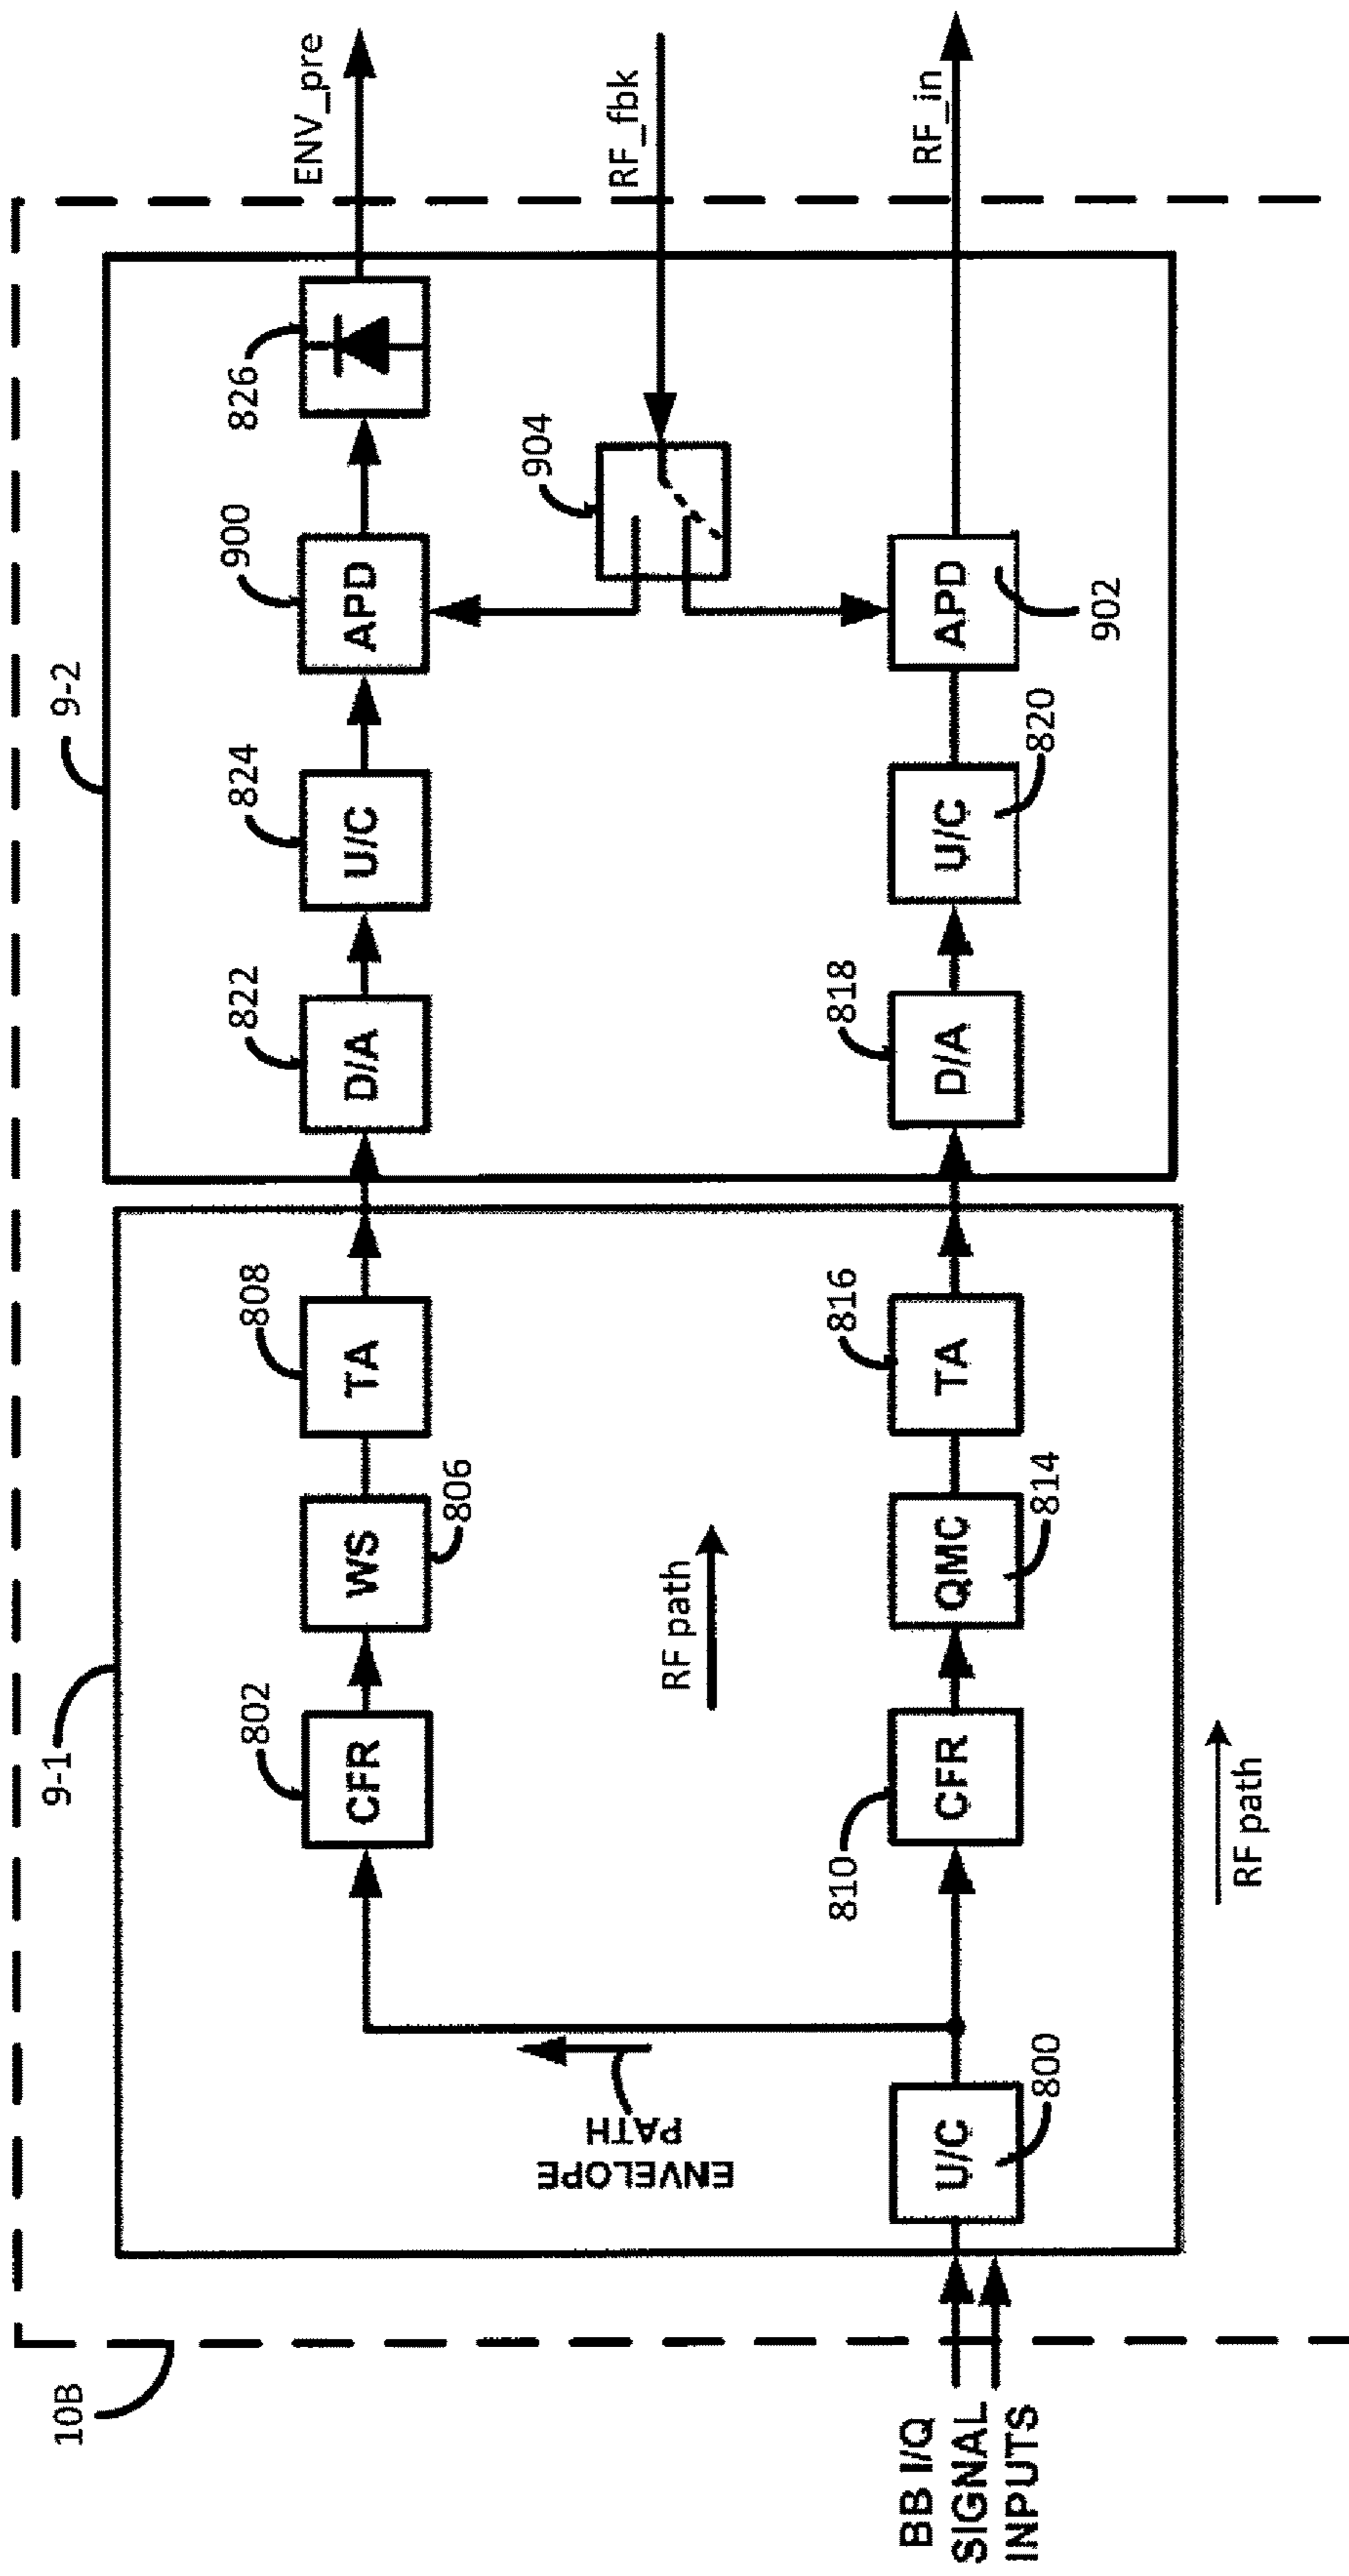 10B
9-1
9-2
802
CFR
806
WS
808
TA
822
D/A
824
U/C
900
APD
826
ENV_pre
ENVELOPE
PATH
RF path
904
RF_fbk
BB I/Q
SIGNAL
INPUTS
800
U/C
810
CFR
814
QMC
816
TA
818
D/A
820
U/C
902
APD
RF_in
RF path